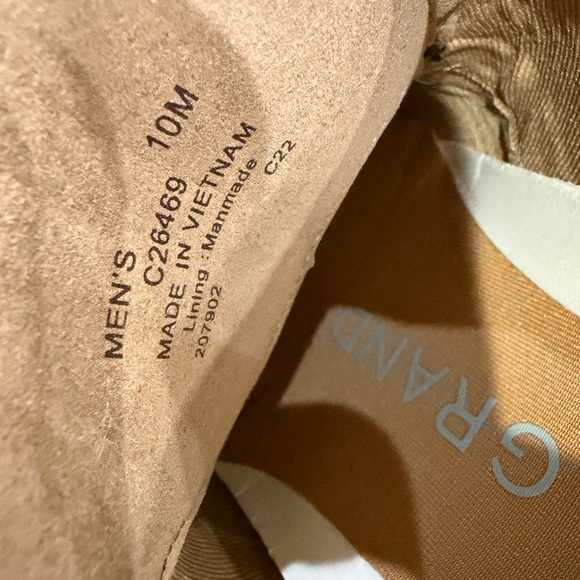 MEN'S
C26469 10M
MADE IN VIETNAM
Lining : Manmade
207902 C22
GRAND